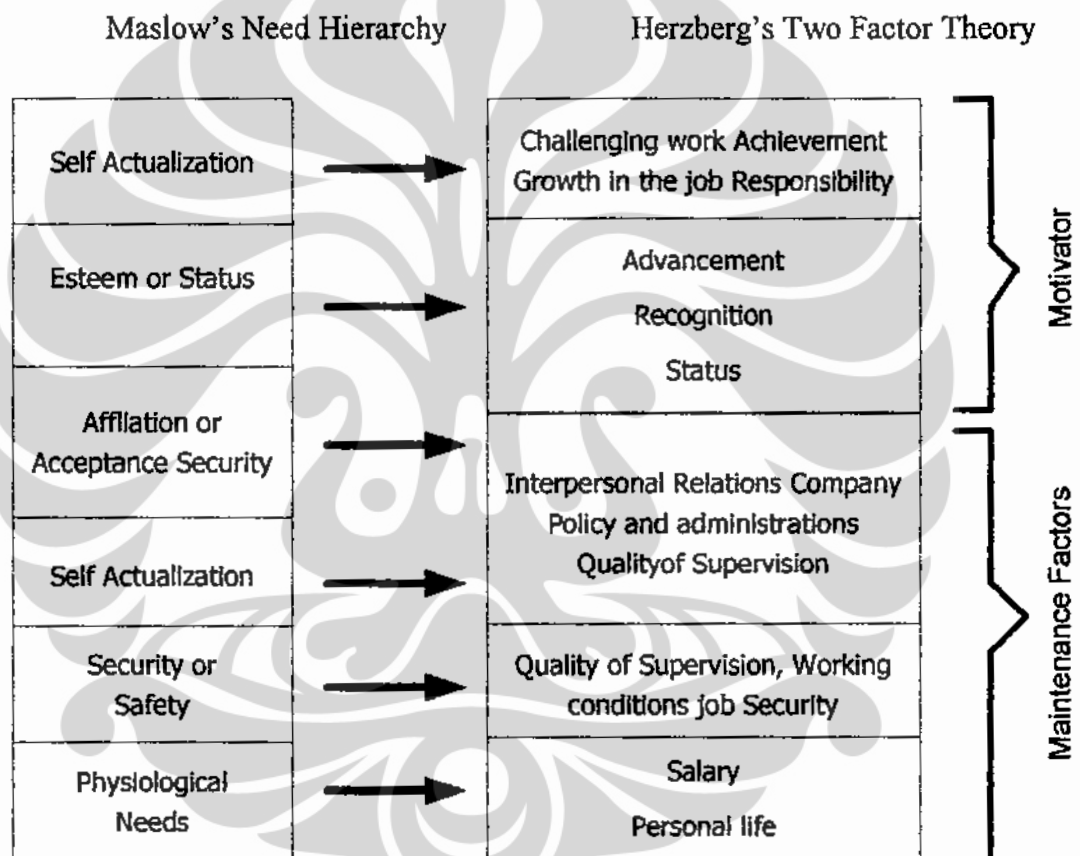 Maslow's Need Hierarchy
Herzberg's Two Factor Theory
Self Actualization
Challenging work Achievement
Growth in the job Responsibility
Esteem or Status
Advancement
Recognition
Status
Motivator
Affiliation or
Acceptance Security
Interpersonal Relations Company
Policy and administrations
Qualityof Supervision
Self Actualization
Security or
Safety
Quality of Supervision, Working
conditions job Security
Physiological
Needs
Salary
Personal life
Maintenance Factors